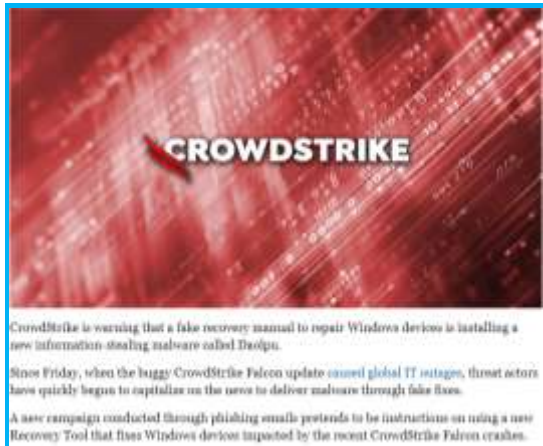 CROWDSTRIKE
CrowdStrike is warning that a fake recovery manual to repair Windows devices is installing a
new information-stealing malware called Daolpu.
Since Friday, when the buggy CrowdStrike Falcon update caused global IT outages, threat actors
have quickly begun to capitalize on the news to deliver malware through fake fixes.
A new campaign conducted through phishing emails pretends to be instructions on using a new
Recovery Tool that fixes Windows devices impacted by the recent CrowdStrike Falcon crashes.